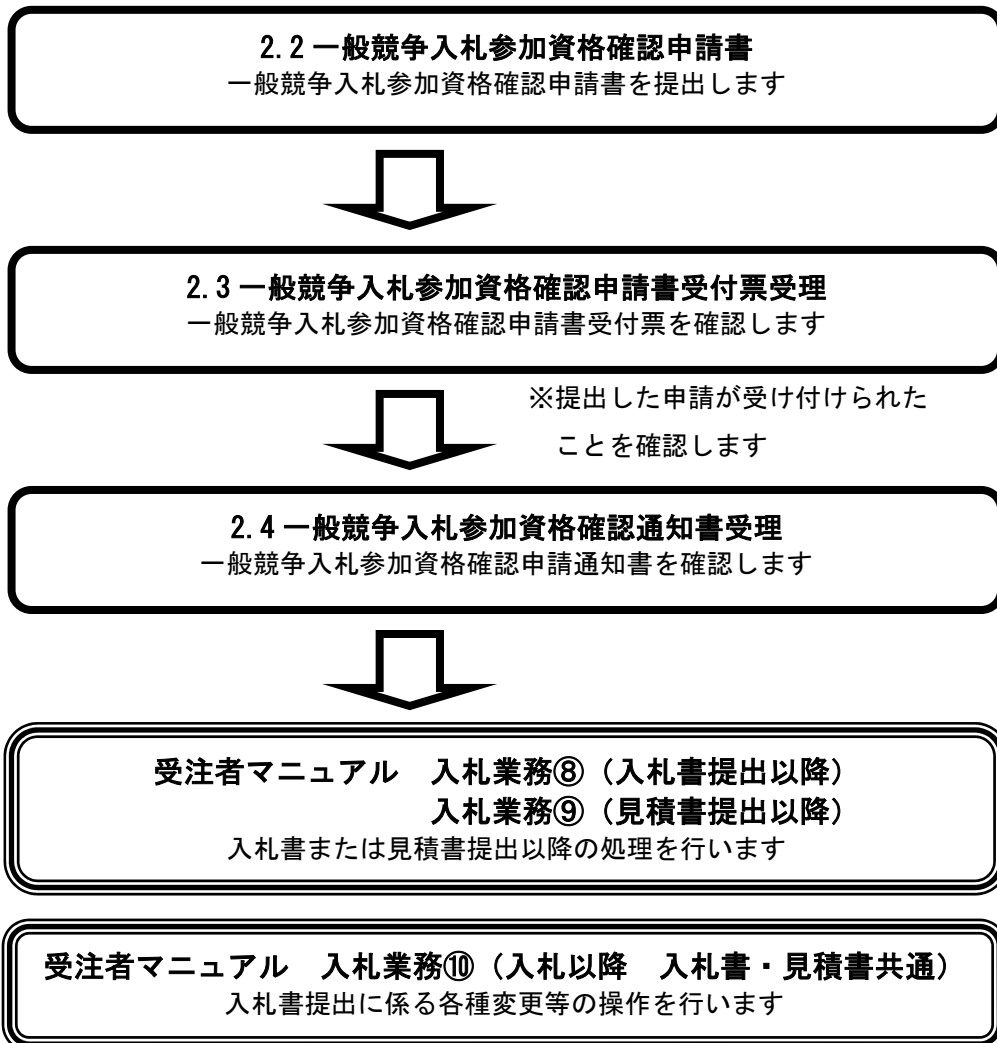 2.2 一般競争入札参加資格確認申請書
一般競争入札参加資格確認申請書を提出します
2.3 一般競争入札参加資格確認申請書受付票受理
一般競争入札参加資格確認申請書受付票を確認します
※提出した申請が受け付けられた
ことを確認します
2.4 一般競争入札参加資格確認通知書受理
一般競争入札参加資格確認申請通知書を確認します
受注者マニュアル　入札業務⑧（入札書提出以降）
入札業務⑨（見積書提出以降）
入札書または見積書提出以降の処理を行います
受注者マニュアル　入札業務⑩（入札以降　入札書・見積書共通）
入札書提出に係る各種変更等の操作を行います